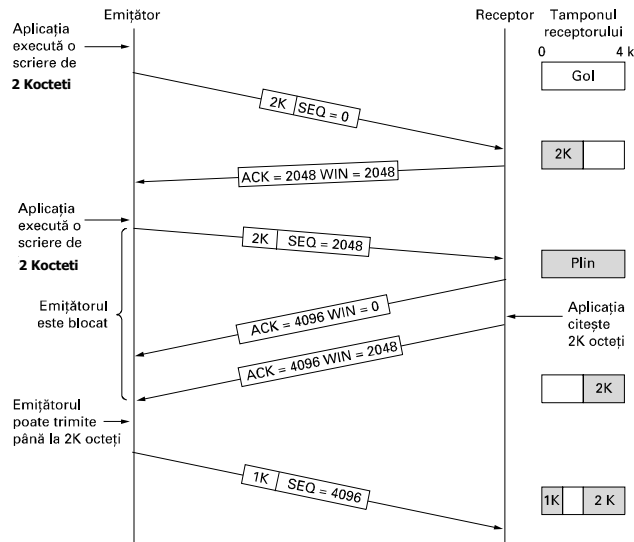 Emițător
Receptor
Tamponul
receptorului
0 4 k
Aplicația
execută o
scriere de
2 Kocteti
Gol
2K SEQ = 0
2K
ACK = 2048 WIN = 2048
Aplicația
execută o
scriere de
2 Kocteti
2K SEQ = 2048
Plin
Emițătorul
este blocat
ACK = 4096 WIN = 0
Aplicația
citește
2K octeți
ACK = 4096 WIN = 2048
2K
Emițătorul
poate trimite
până la 2K octeți
1K SEQ = 4096
1K 2 K